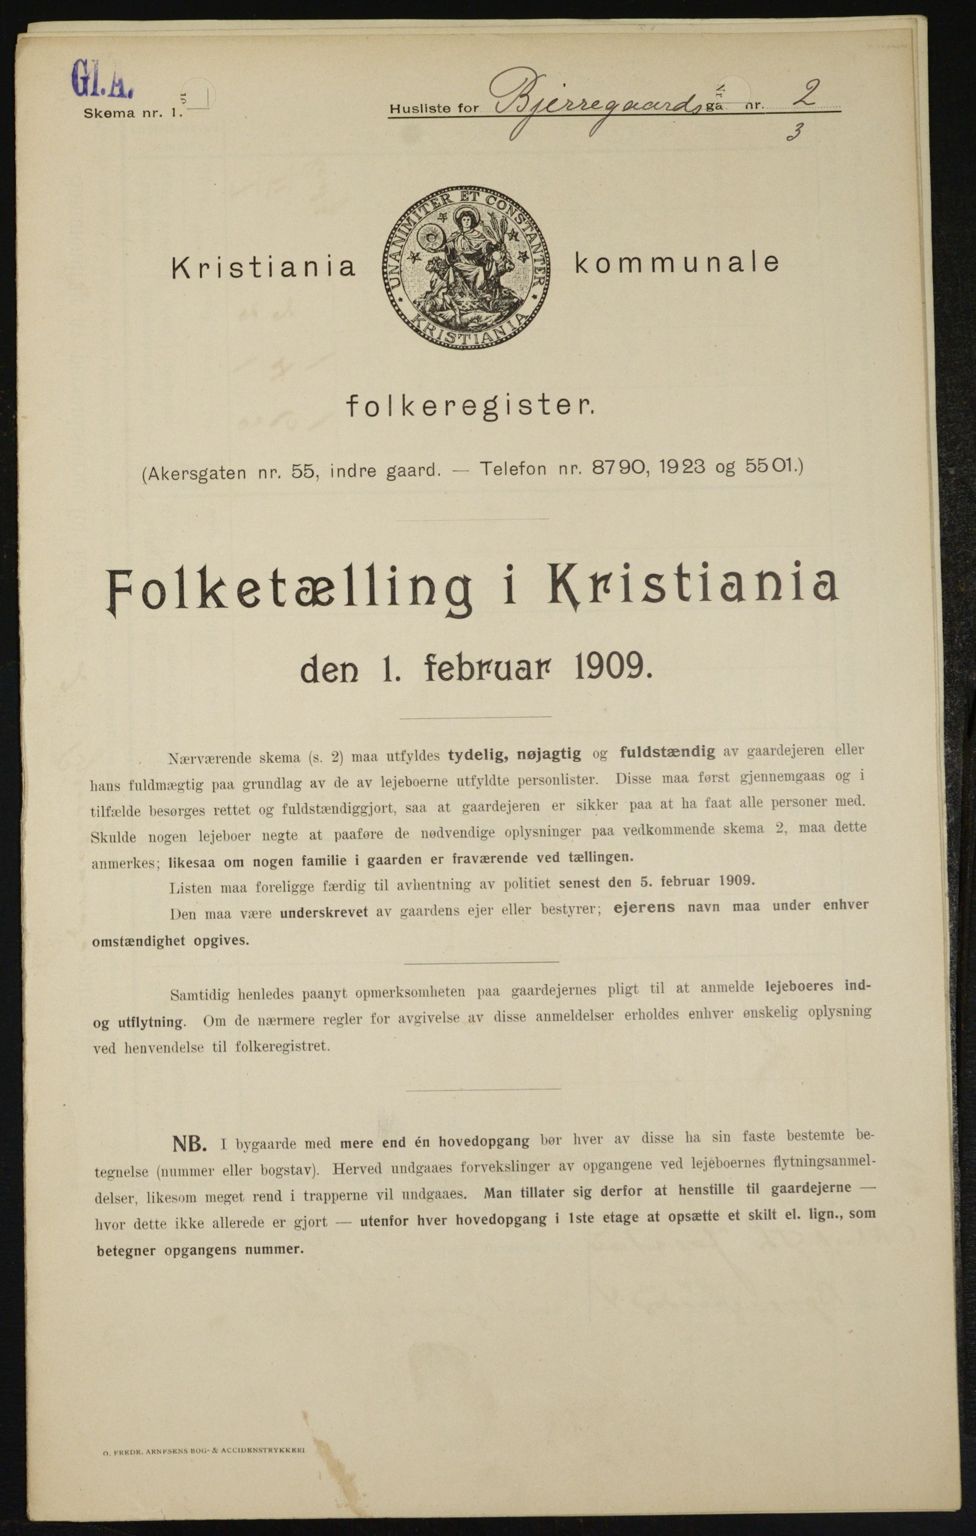 Gl. A.
Skema nr. 1.
Husliste for Bjerregaards ga nr. 2
3
UNANIMITER ET CONSTANTER
KRISTIANIA
Kristiania kommunale
folkeregister.
(Akersgaten nr. 55, indre gaard. — Telefon nr. 8790, 1923 og 5501.)
Folketælling i Kristiania
den 1. februar 1909.
Nærværende skema (s. 2) maa utfyldes tydelig, nøjagtig og fuldstændig av gaardejeren eller
hans fuldmægtig paa grundlag av de av lejeboerne utfyldte personlister. Disse maa først gjennemgaas og i
tilfælde besørges rettet og fuldstændiggjort, saa at gaardejeren er sikker paa at ha faat alle personer med.
Skulde nogen lejeboer negte at paaføre de nødvendige oplysninger paa vedkommende skema 2, maa dette
anmerkes; likesaa om nogen familie i gaarden er fraværende ved tællingen.
Listen maa foreligge færdig til avhentning av politiet senest den 5. februar 1909.
Den maa være underskrevet av gaardens ejer eller bestyrer; ejerens navn maa under enhver
omstændighet opgives.
Samtidig henledes paanyt opmerksomheten paa gaardejernes pligt til at anmelde lejeboeres ind-
og utflytning. Om de nærmere regler for avgivelse av disse anmeldelser erholdes enhver ønskelig oplysning
ved henvendelse til folkeregistret.
NB. I bygaarde med mere end én hovedopgang bør hver av disse ha sin faste bestemte be-
tegnelse (nummer eller bogstav). Herved undgaaes forvekslinger av opgangene ved lejeboernes flytningsanmel-
delser, likesom meget rend i trapperne vil undgaaes. Man tillater sig derfor at henstille til gaardejerne —
hvor dette ikke allerede er gjort — utenfor hver hovedopgang i 1ste etage at opsætte et skilt el. lign., som
betegner opgangens nummer.
O. FREDR. ARNESENS BOG- & ACCIDENSTRYKKERI